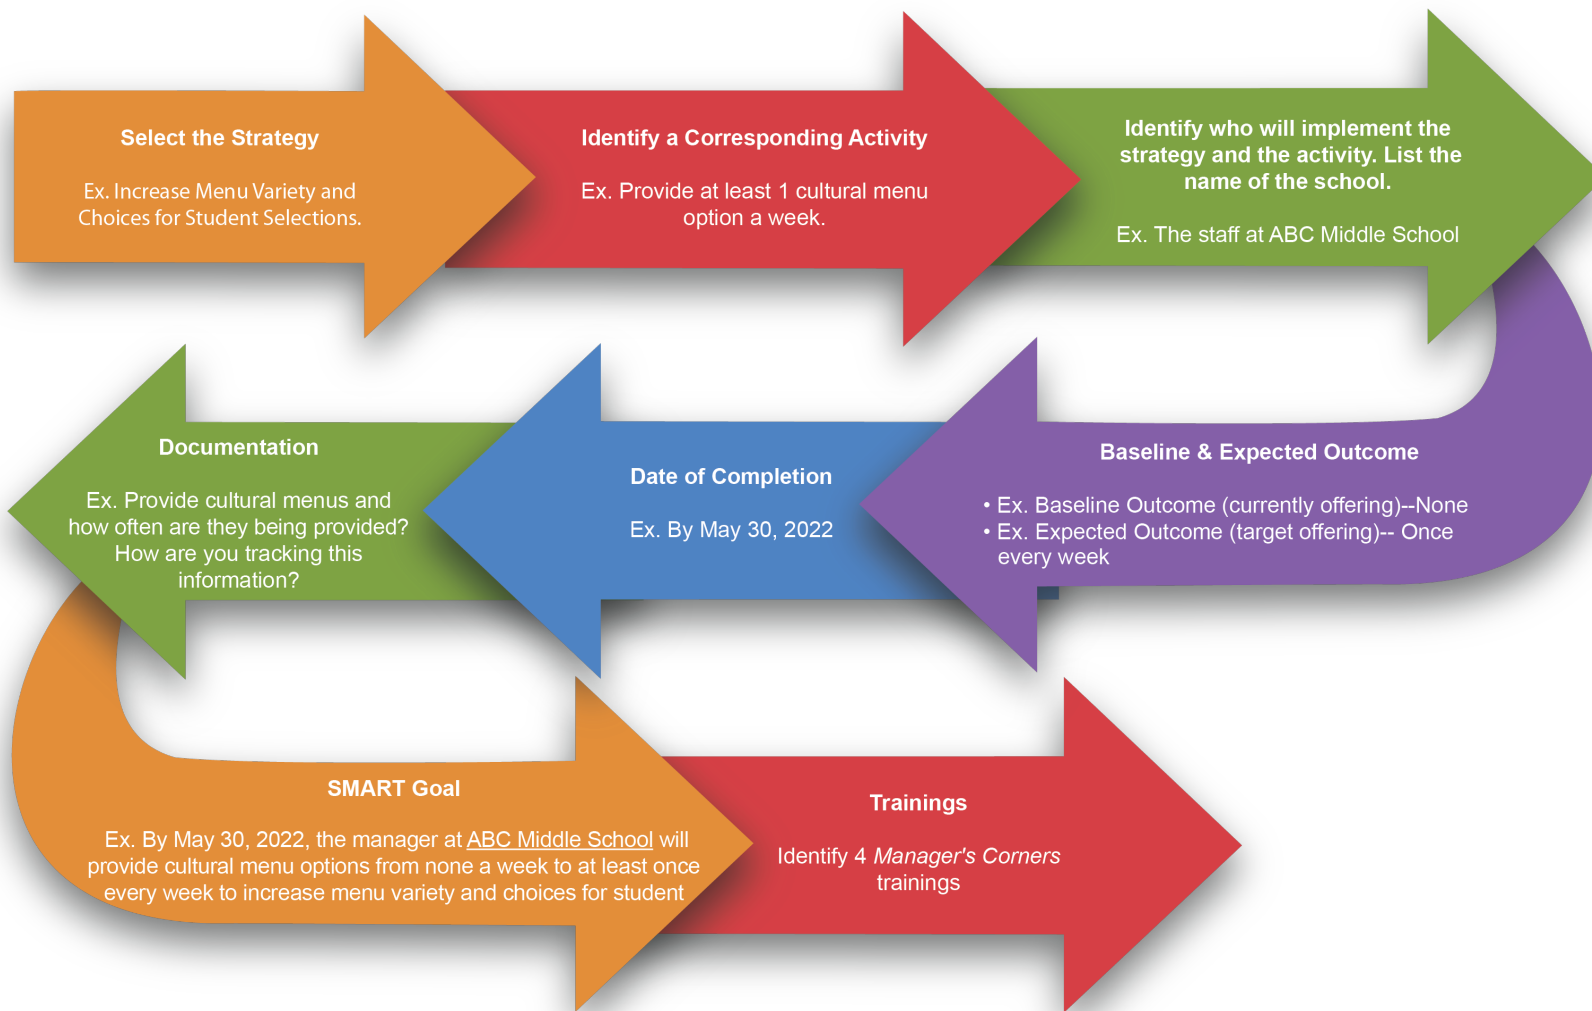 Select the Strategy
Ex. Increase Menu Variety and
Choices for Student Selections.
Identify a Corresponding Activity
Ex. Provide at least 1 cultural menu
option a week.
Identify who will implement the
strategy and the activity. List the
name of the school.
Ex. The staff at ABC Middle School
Baseline & Expected Outcome
• Ex. Baseline Outcome (currently offering)--None
• Ex. Expected Outcome (target offering)-- Once
every week
Date of Completion
Ex. By May 30, 2022
Documentation
Ex. Provide cultural menus and
how often are they being provided?
How are you tracking this
information?
SMART Goal
Ex. By May 30, 2022, the manager at ABC Middle School will
provide cultural menu options from none a week to at least once
every week to increase menu variety and choices for student
Trainings
Identify 4 Manager's Corners
trainings